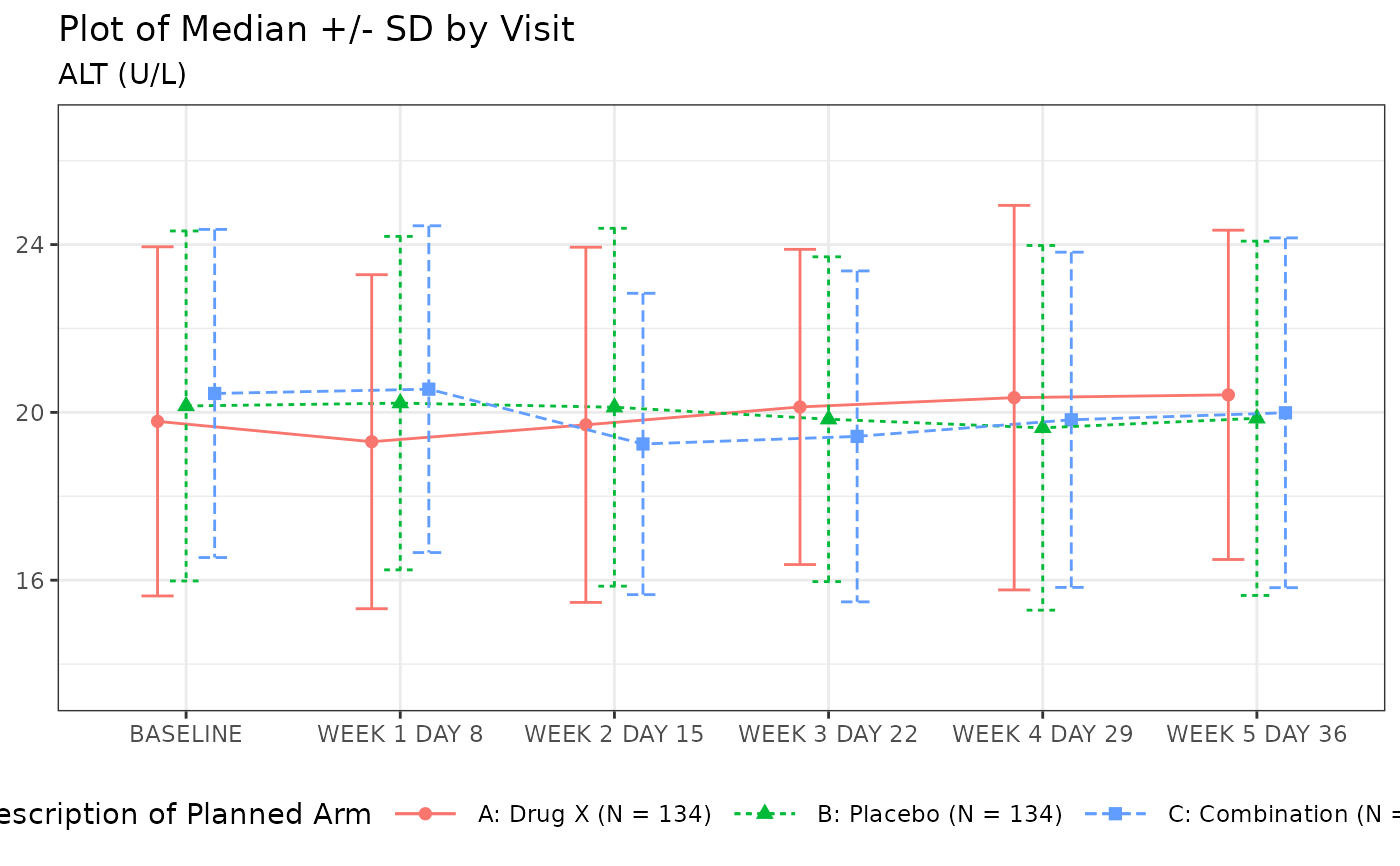 Plot of Median +/- SD by Visit
ALT (U/L)
24
20
16
BASELINE WEEK 1 DAY 8 WEEK 2 DAY 15 WEEK 3 DAY 22 WEEK 4 DAY 29 WEEK 5 DAY 36
escription of Planned Arm A: Drug X (N = 134) B: Placebo (N = 134) C: Combination (N =